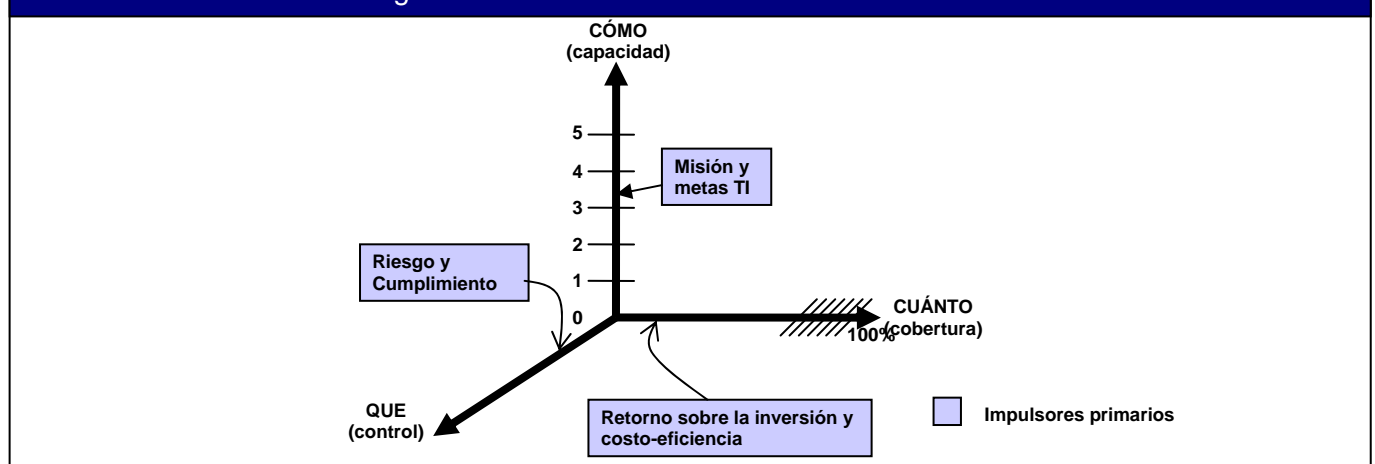 CÓMO
(capacidad)
5
4
3
2
1
0
Misión y
metas TI
Riesgo y
Cumplimiento
CUÁNTO
(cobertura)
100%
QUE
(control)
Retorno sobre la inversión y
costo-eficiencia
Impulsores primarios